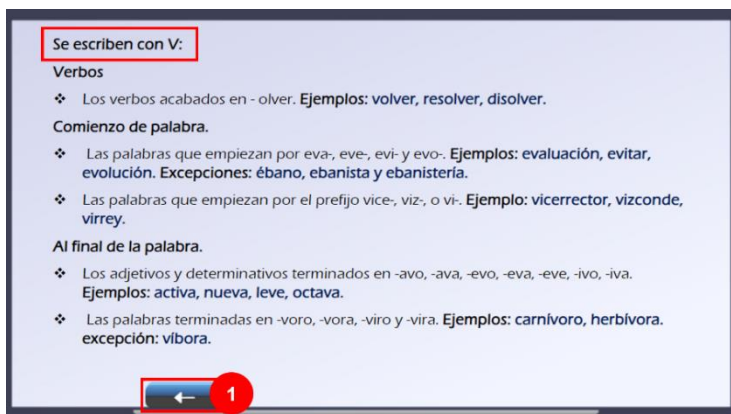 Se escriben con V:
Verbos
❖ Los verbos acabados en - olver. Ejemplos: volver, resolver, disolver.
Comienzo de palabra.
❖ Las palabras que empiezan por eva-, eve-, evi- y evo-. Ejemplos: evaluación, evitar,
evolución. Excepciones: ébano, ebanista y ebanistería.
❖ Las palabras que empiezan por el prefijo vice-, viz-, o vi-. Ejemplo: vicerrector, vizconde,
virrey.
Al final de la palabra.
❖ Los adjetivos y determinativos terminados en -avo, -ava, -evo, -eva, -eve, -ivo, -iva.
Ejemplos: activa, nueva, leve, octava.
❖ Las palabras terminadas en -voro, -vora, -viro y -vira. Ejemplos: carnívoro, herbívora.
excepción: víbora.
← 1